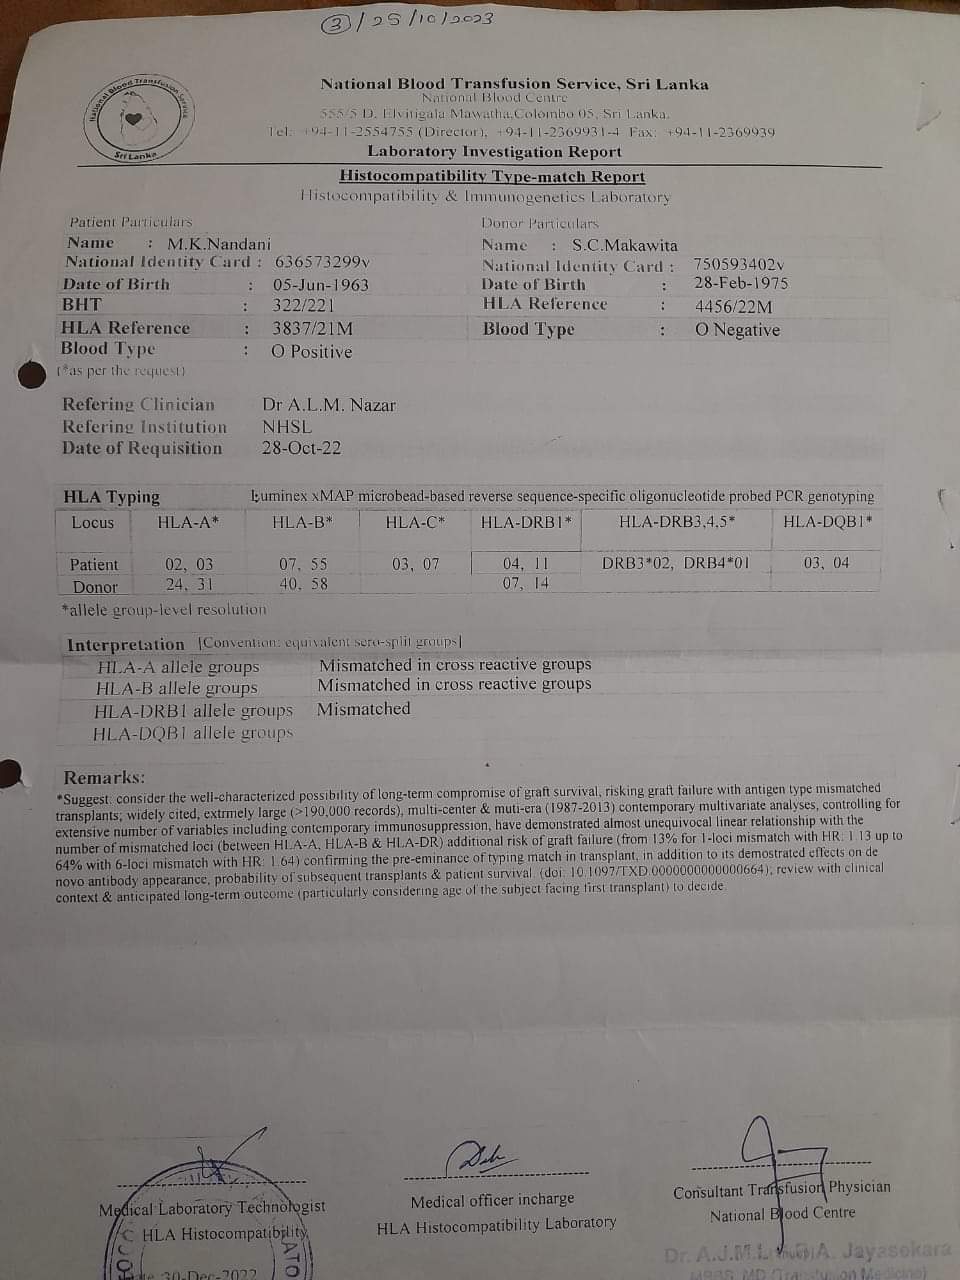 3 / 25/10/2023
National Blood Transfusion Service
Sri Lanka
National Blood Transfusion Service, Sri Lanka
National Blood Centre
555/5 D. Elvitigala Mawatha,Colombo 05, Sri Lanka.
Tel: +94-11-2554755 (Director), +94-11-2369931-4 Fax: +94-11-2369939
Laboratory Investigation Report
Histocompatibility Type-match Report
Histocompatibility & Immunogenetics Laboratory
Patient Particulars
Name : M.K.Nandani
National Identity Card : 636573299v
Date of Birth : 05-Jun-1963
BHT : 322/221
HLA Reference : 3837/21M
Blood Type : O Positive
(*as per the request)
Donor Particulars
Name : S.C.Makawita
National Identity Card : 750593402v
Date of Birth : 28-Feb-1975
HLA Reference : 4456/22M
Blood Type : O Negative
Refering Clinician Dr A.L.M. Nazar
Refering Institution NHSL
Date of Requisition 28-Oct-22
HLA Typing Luminex xMAP microbead-based reverse sequence-specific oligonucleotide probed PCR genotyping
Locus HLA-A* HLA-B* HLA-C* HLA-DRB1* HLA-DRB3,4,5* HLA-DQB1*
Patient 02, 03 07, 55 03, 07 04, 11 DRB3*02, DRB4*01 03, 04
Donor 24, 31 40, 58 07, 14
*allele group-level resolution
Interpretation [Convention: equivalent sero-split groups]
HLA-A allele groups Mismatched in cross reactive groups
HLA-B allele groups Mismatched in cross reactive groups
HLA-DRB1 allele groups Mismatched
HLA-DQB1 allele groups
Remarks:
*Suggest: consider the well-characterized possibility of long-term compromise of graft survival, risking graft failure with antigen type mismatched
transplants; widely cited, extrmely large (>190,000 records), multi-center & muti-era (1987-2013) contemporary multivariate analyses, controlling for
extensive number of variables including contemporary immunosuppression, have demonstrated almost unequivocal linear relationship with the
number of mismatched loci (between HLA-A, HLA-B & HLA-DR) additional risk of graft failure (from 13% for 1-loci mismatch with HR: 1.13 up to
64% with 6-loci mismatch with HR: 1.64) confirming the pre-eminance of typing match in transplant, in addition to its demostrated effects on de
novo antibody appearance, probability of subsequent transplants & patient survival. (doi: 10.1097/TXD.0000000000000664); review with clinical
context & anticipated long-term outcome (particularly considering age of the subject facing first transplant) to decide.
Medical Laboratory Technologist
HLA Histocompatibility
Date 30-Dec-2022
Medical officer incharge
HLA Histocompatibility Laboratory
Consultant Transfusion Physician
National Blood Centre
Jayasekara